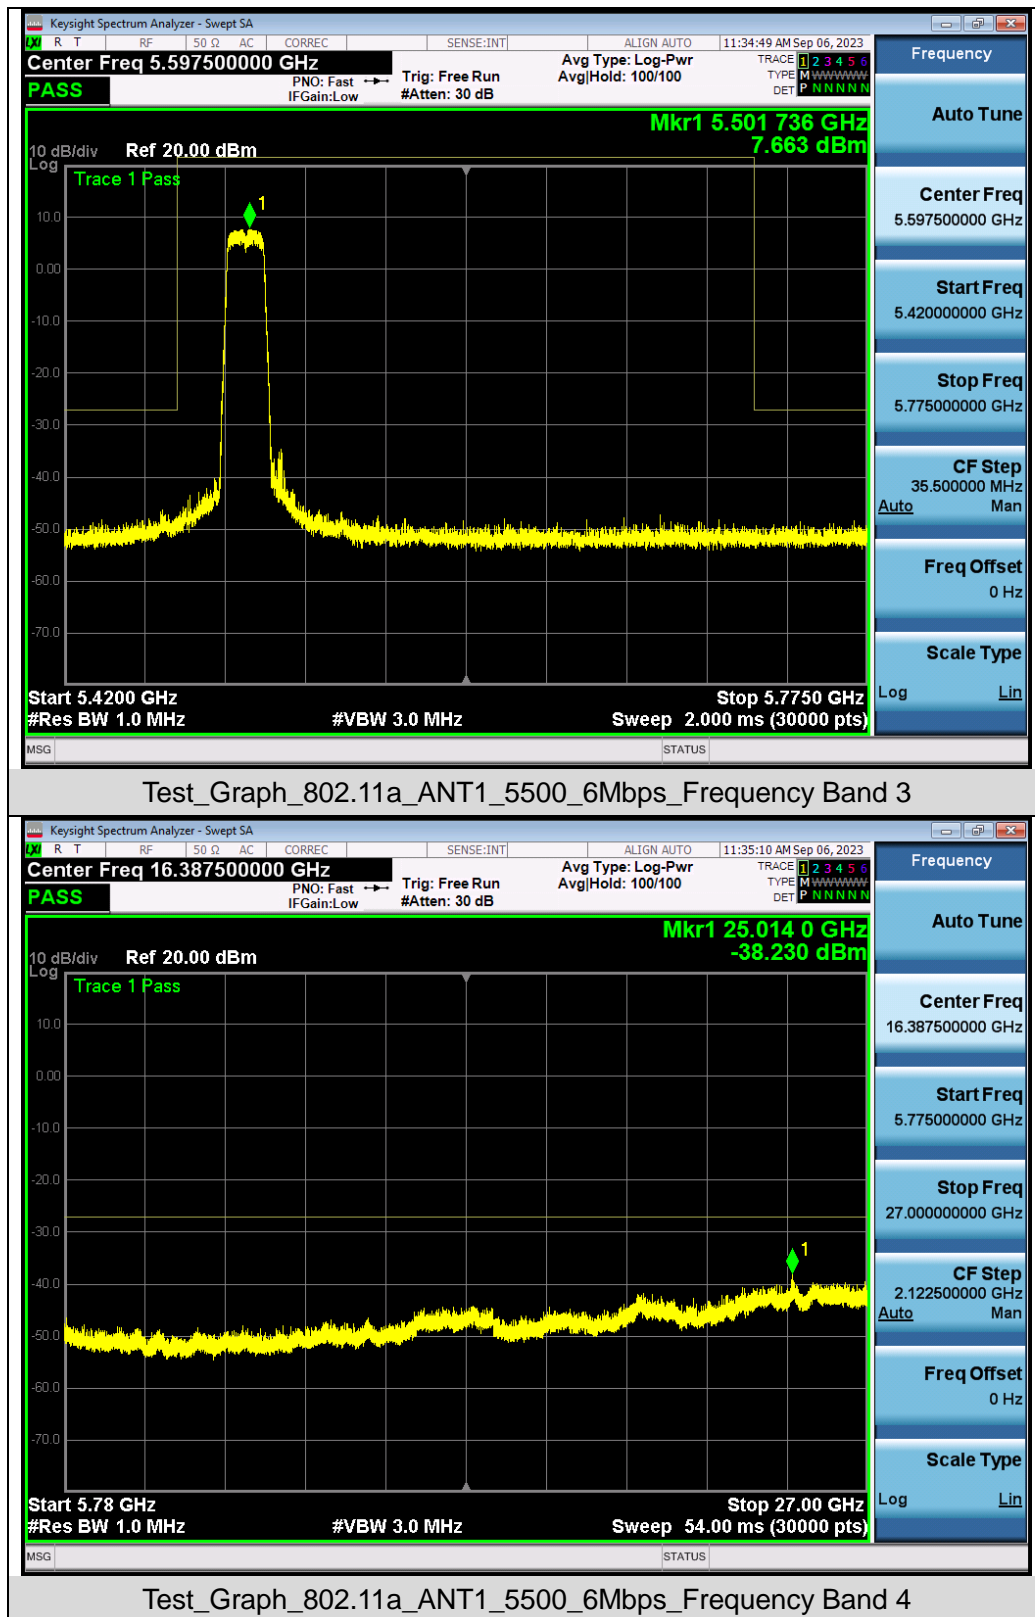 Keysight Spectrum Analyzer - Swept SA
LXI R T RF 50 Ω AC CORREC SENSE:INT ALIGN AUTO 11:34:49 AM Sep 06, 2023
Center Freq 5.597500000 GHz
PASS
PNO: Fast
IFGain:Low
Trig: Free Run
#Atten: 30 dB
Avg Type: Log-Pwr
Avg|Hold: 100/100
TRACE 1 2 3 4 5 6
TYPE M WWWWW
DET P N N N N N
Mkr1 5.501 736 GHz
7.663 dBm
10 dB/div Ref 20.00 dBm
Log
Trace 1 Pass
1
10.0
0.00
-10.0
-20.0
-30.0
-40.0
-50.0
-60.0
-70.0
Start 5.4200 GHz Stop 5.7750 GHz
#Res BW 1.0 MHz #VBW 3.0 MHz Sweep 2.000 ms (30000 pts)
MSG STATUS
Frequency
Auto Tune
Center Freq
5.597500000 GHz
Start Freq
5.420000000 GHz
Stop Freq
5.775000000 GHz
CF Step
35.500000 MHz
Auto Man
Freq Offset
0 Hz
Scale Type
Log Lin
Test_Graph_802.11a_ANT1_5500_6Mbps_Frequency Band 3
Keysight Spectrum Analyzer - Swept SA
LXI R T RF 50 Ω AC CORREC SENSE:INT ALIGN AUTO 11:35:10 AM Sep 06, 2023
Center Freq 16.387500000 GHz
PASS
PNO: Fast
IFGain:Low
Trig: Free Run
#Atten: 30 dB
Avg Type: Log-Pwr
Avg|Hold: 100/100
TRACE 1 2 3 4 5 6
TYPE M WWWWW
DET P N N N N N
Mkr1 25.014 0 GHz
-38.230 dBm
10 dB/div Ref 20.00 dBm
Log
Trace 1 Pass
1
10.0
0.00
-10.0
-20.0
-30.0
-40.0
-50.0
-60.0
-70.0
Start 5.78 GHz Stop 27.00 GHz
#Res BW 1.0 MHz #VBW 3.0 MHz Sweep 54.00 ms (30000 pts)
MSG STATUS
Frequency
Auto Tune
Center Freq
16.387500000 GHz
Start Freq
5.775000000 GHz
Stop Freq
27.000000000 GHz
CF Step
2.122500000 GHz
Auto Man
Freq Offset
0 Hz
Scale Type
Log Lin
Test_Graph_802.11a_ANT1_5500_6Mbps_Frequency Band 4